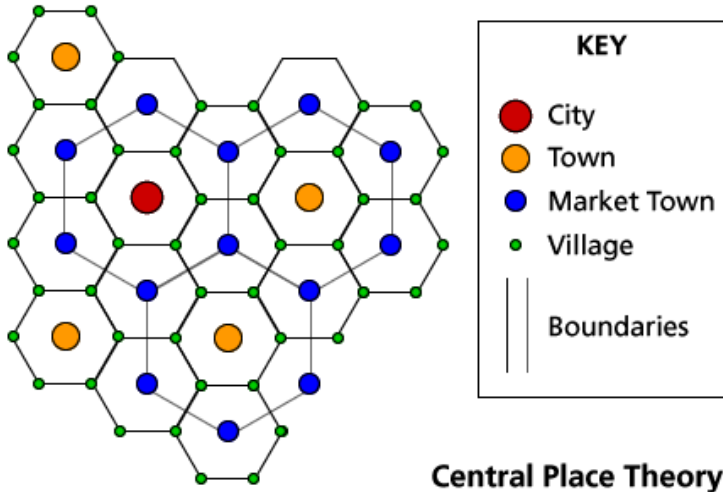 KEY
City
Town
Market Town
Village
Boundaries
Central Place Theory